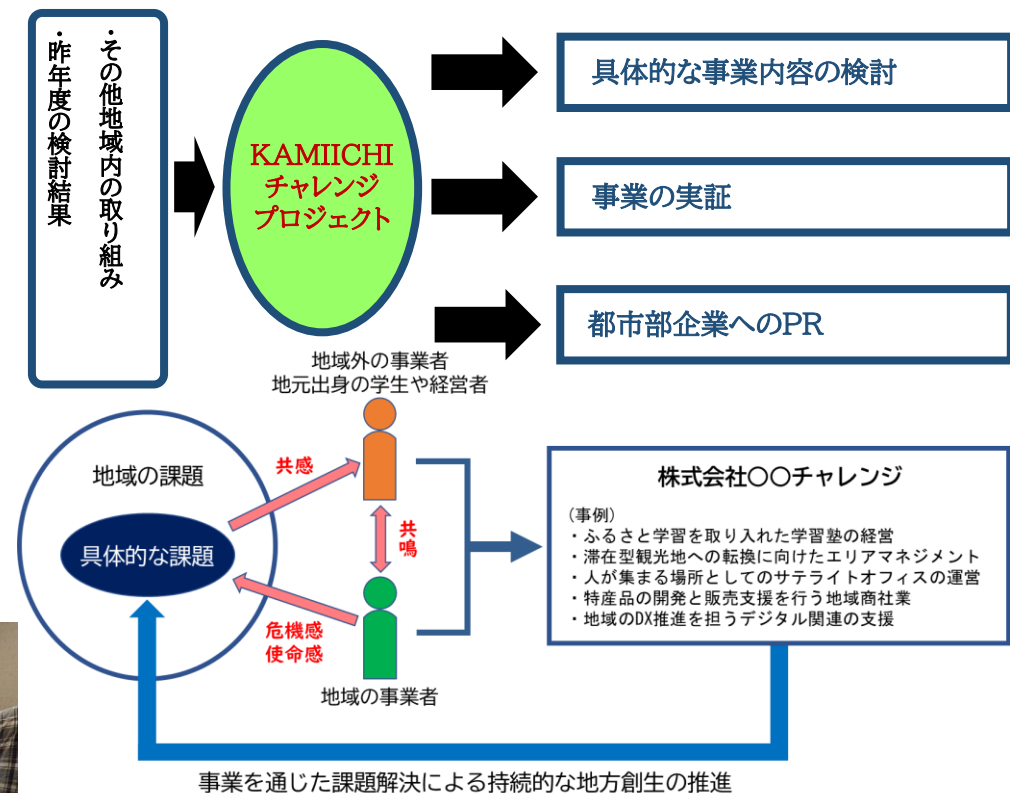 ・その他地域内の取り組み
・昨年度の検討結果
KAMIICHI
チャレンジ
プロジェクト
具体的な事業内容の検討
事業の実証
都市部企業へのPR
地域外の事業者
地元出身の学生や経営者
地域の課題
具体的な課題
共感
共鳴
危機感
使命感
地域の事業者
株式会社〇〇チャレンジ
(事例)
・ふるさと学習を取り入れた学習塾の経営
・滞在型観光地への転換に向けたエリアマネジメント
・人が集まる場所としてのサテライトオフィスの運営
・特産品の開発と販売支援を行う地域商社業
・地域のDX推進を担うデジタル関連の支援
事業を通じた課題解決による持続的な地方創生の推進